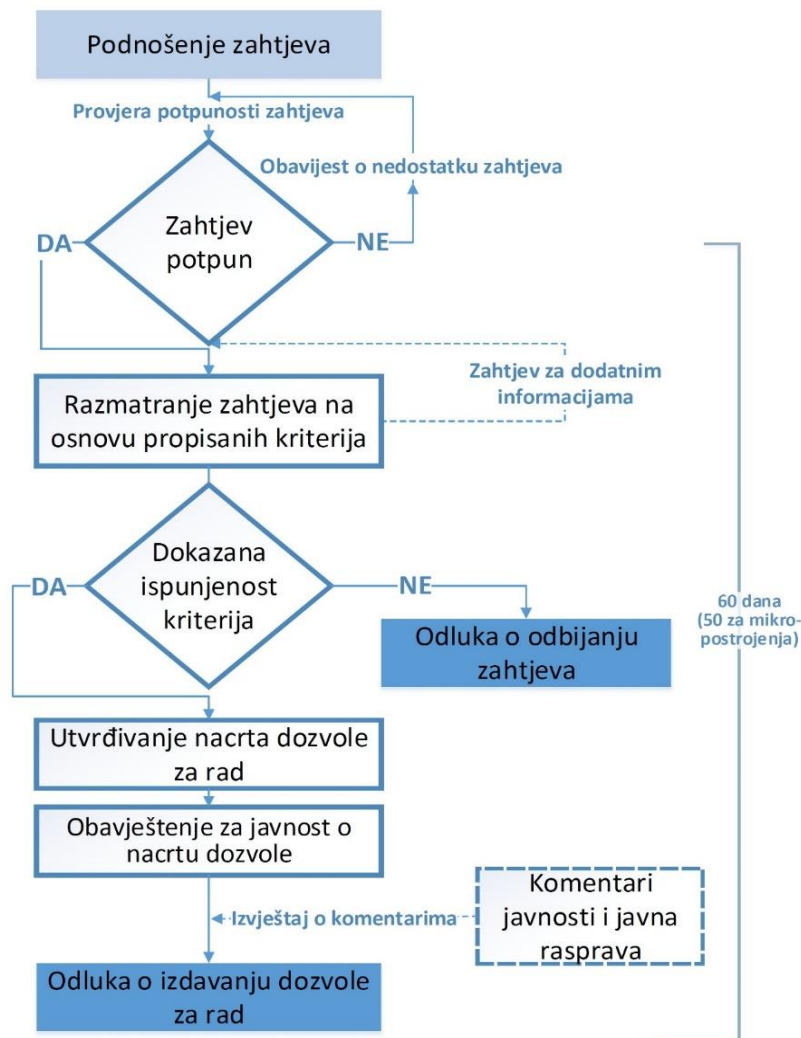 Podnošenje zahtjeva
Provjera potpunosti zahtjeva
Obavijest o nedostatku zahtjeva
Zahtjev
potpun
DA
NE
Zahtjev za dodatnim
informacijama
Razmatranje zahtjeva na
osnovu propisanih kriterija
Dokazana
ispunjenost
kriterija
DA
NE
60 dana
(50 za mikro-
postrojenja)
Odluka o odbijanju
zahtjeva
Utvrđivanje nacrta dozvole
za rad
Obavještenje za javnost o
nacrtu dozvole
Komentari
javnosti i javna
rasprava
Izvještaj o komentarima
Odluka o izdavanju dozvole
za rad